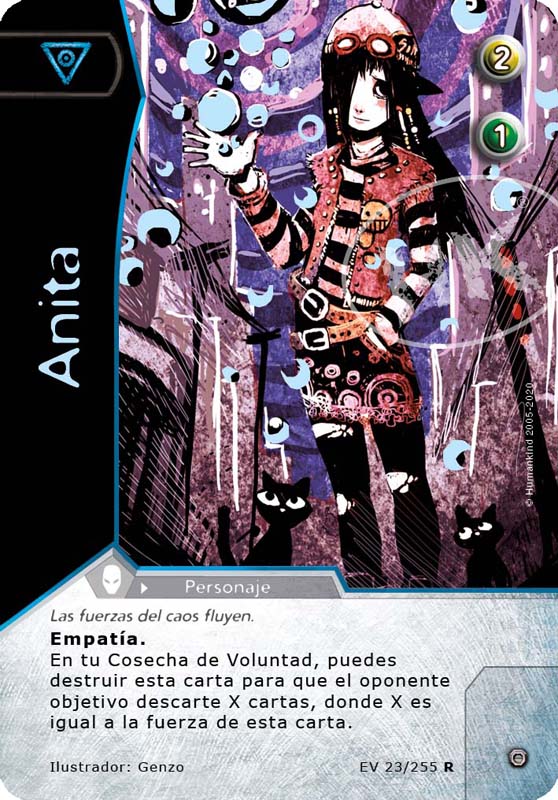 2
1
Anita
© Humankind 2005-2020
Personaje
Las fuerzas del caos fluyen.
Empatía.
En tu Cosecha de Voluntad, puedes
destruir esta carta para que el oponente
objetivo descarte X cartas, donde X es
igual a la fuerza de esta carta.
Ilustrador: Genzo
EV 23/255 R